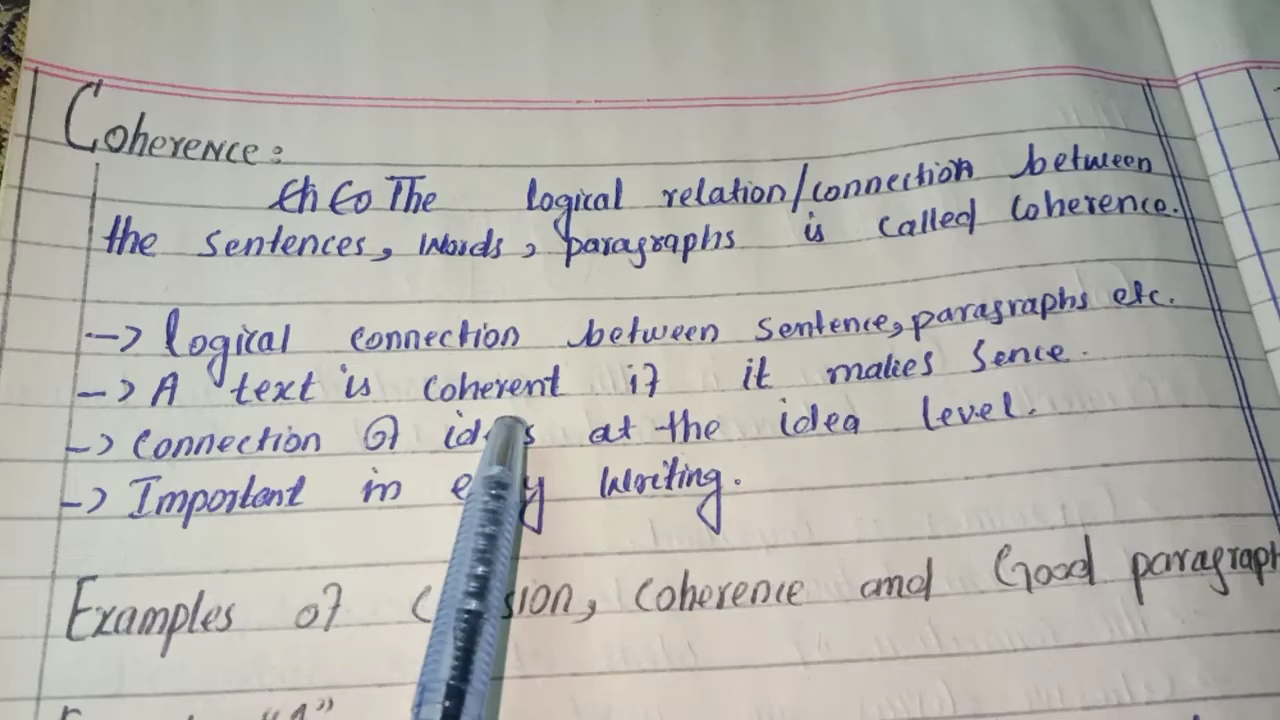 Coherence:
The logical relation/connection between
the sentences, words, paragraphs is called Coherence.
-> Logical connection between sentence, paragraphs etc.
-> A text is coherent if it makes Sence.
-> Connection of at the idea level.
-> Important in writing.
Examples of, Coherence and Good paragraph
"A"